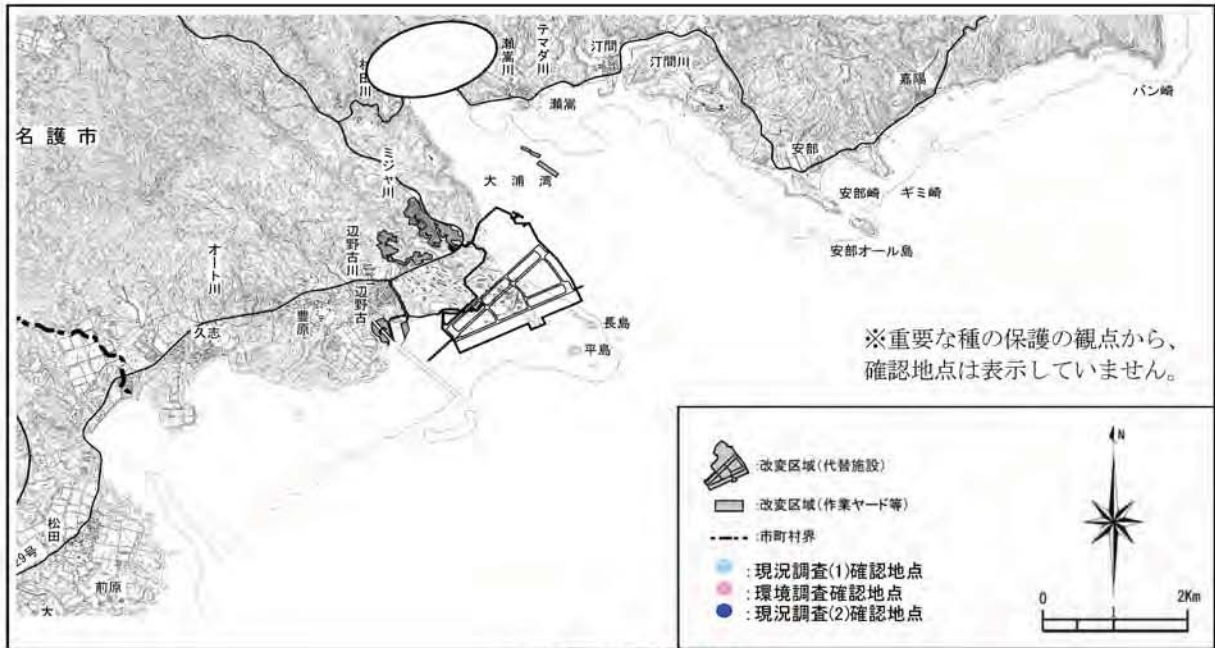 名護市
杉田川
瀬嵩川
テマダ川
汀間
汀間川
瀬嵩
嘉陽
バン崎
安部
安部崎
ギミ崎
安部オール島
大浦湾
ミジャ川
辺野古川
辺野古
オートガ川
豊原
久志
長島
平島
松田
前原
※重要な種の保護の観点から、
確認地点は表示していません。
:改変区域(代替施設)
:改変区域(作業ヤード等)
:市町村界
:現況調査(1)確認地点
:環境調査確認地点
:現況調査(2)確認地点
N
0
2Km